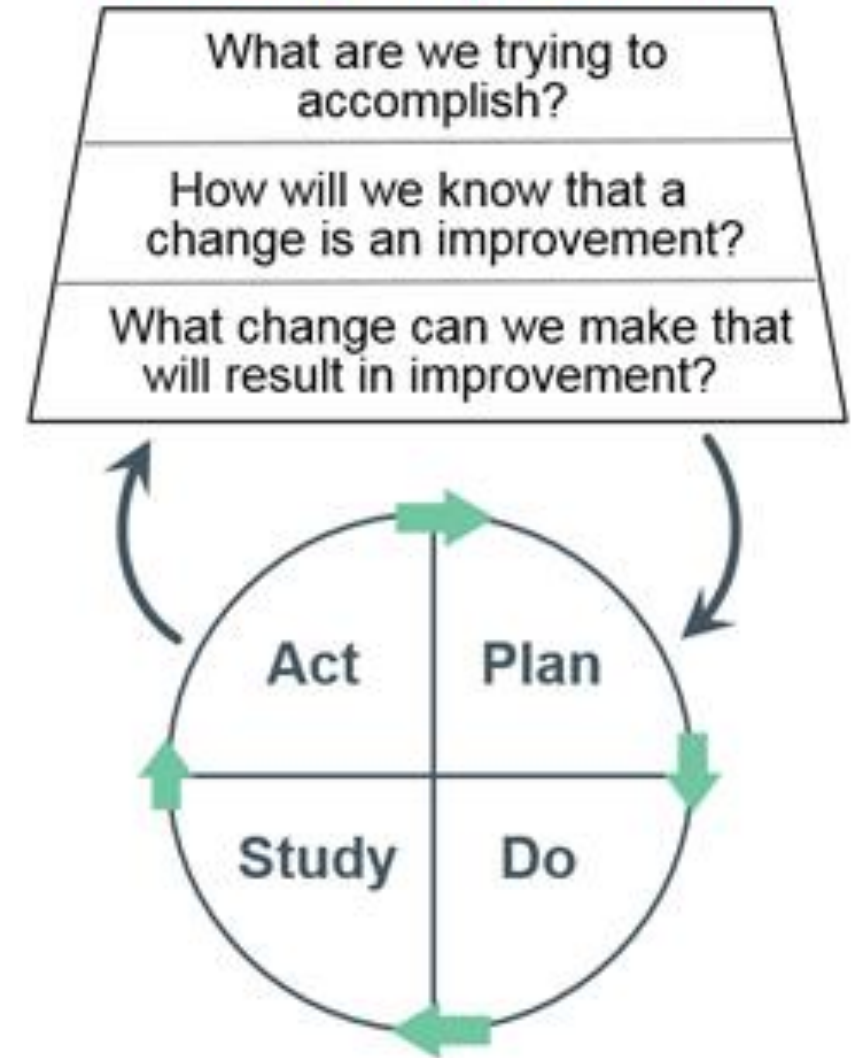 What are we trying to
accomplish?
How will we know that a
change is an improvement?
What change can we make that
will result in improvement?
Act
Plan
Study
Do